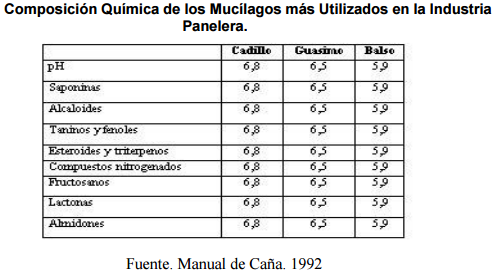 Composición Química de los Mucílagos más Utilizados en la Industria
Panelera.
Cadillo Guasimo Balso
pH 6,8 6,5 5,9
Saponinas 6,8 6,5 5,9
Alcaloides 6,8 6,5 5,9
Taninos y fenoles 6,8 6,5 5,9
Esteroides y triterpenos 6,8 6,5 5,9
Compuestos nitrogenados 6,8 6,5 5,9
Fructosanos 6,8 6,5 5,9
Lactonas 6,8 6,5 5,9
Almidones 6,8 6,5 5,9
Fuente. Manual de Caña. 1992